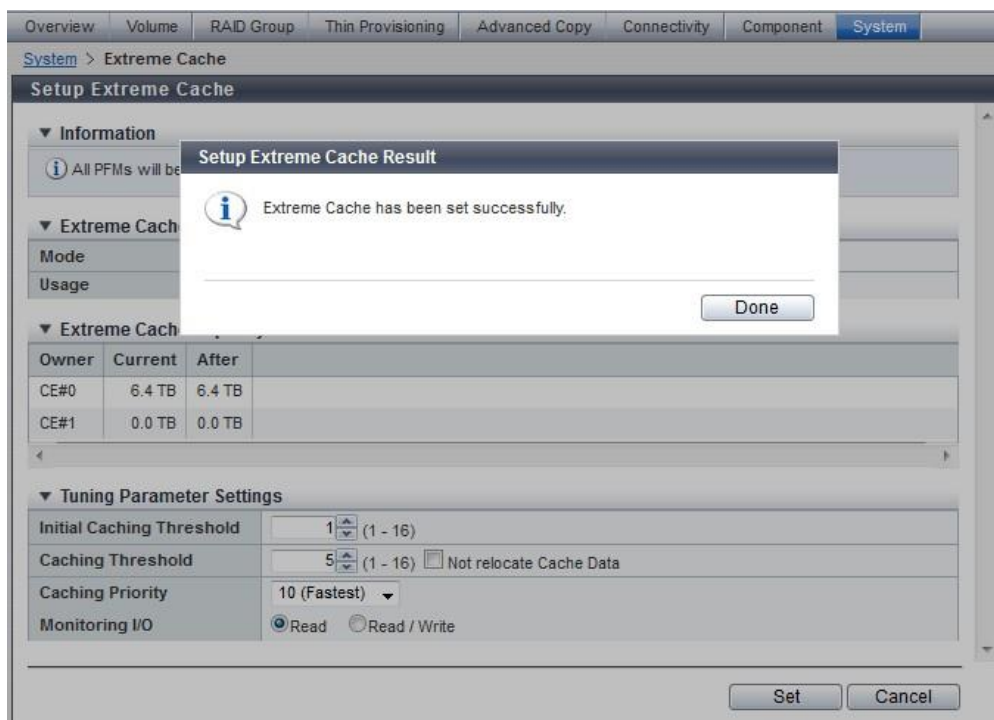 Overview Volume RAID Group Thin Provisioning Advanced Copy Connectivity Component System
System > Extreme Cache
Setup Extreme Cache
▼ Information
All PFMs will be
Setup Extreme Cache Result
Extreme Cache has been set successfully.
Done
▼ Extreme Cach
Mode
Usage
▼ Extreme Cach
Owner Current After
CE#0 6.4 TB 6.4 TB
CE#1 0.0 TB 0.0 TB
▼ Tuning Parameter Settings
Initial Caching Threshold 1 (1 - 16)
Caching Threshold 5 (1 - 16) Not relocate Cache Data
Caching Priority 10 (Fastest)
Monitoring I/O Read Read / Write
Set Cancel